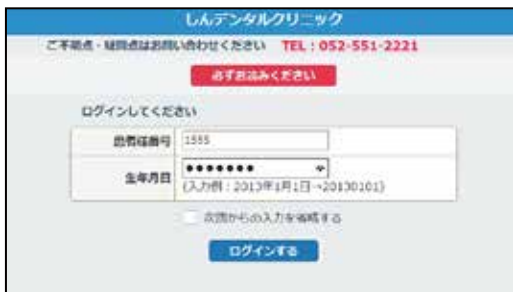 しんデンタルクリニック
ご不明点・疑問点はお問い合わせください TEL：052-551-2221
必ずお読みください
ログインしてください
患者様番号 1555
生年月日 ●●●●●●●
(入力例：2013年1月1日→20130101)
次回からの入力を省略する
ログインする